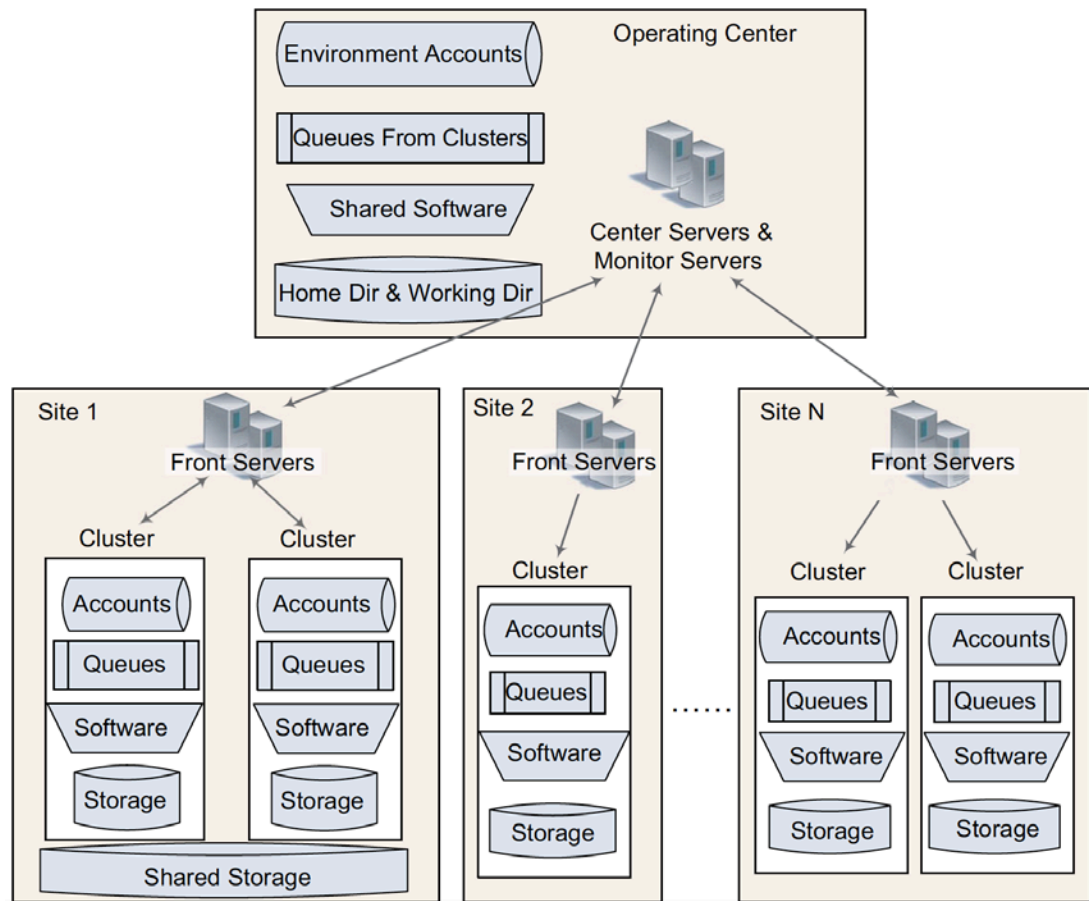 Operating Center
Environment Accounts
Queues From Clusters
Shared Software
Home Dir & Working Dir
Center Servers &
Monitor Servers
Site 1
Front Servers
Cluster
Accounts
Queues
Software
Storage
Cluster
Accounts
Queues
Software
Storage
Shared Storage
Site 2
Front Servers
Cluster
Accounts
Queues
Software
Storage
......
Site N
Front Servers
Cluster
Accounts
Queues
Software
Storage
Cluster
Accounts
Queues
Software
Storage